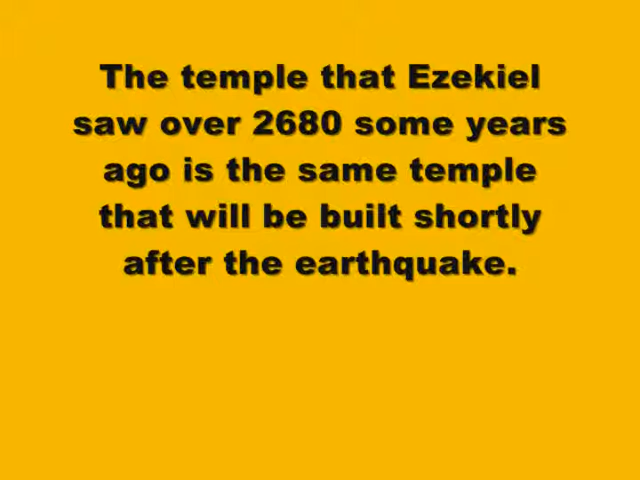 The temple that Ezekiel
saw over 2680 some years
ago is the same temple
that will be built shortly
after the earthquake.